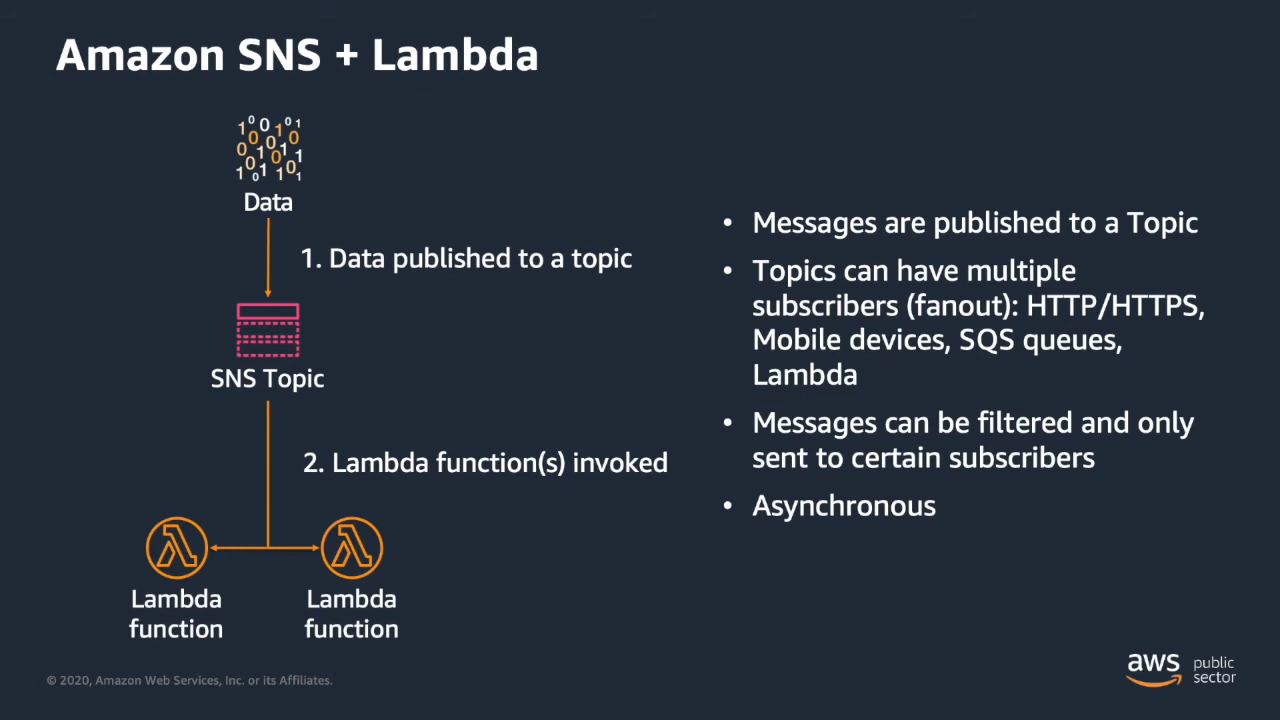 Amazon SNS + Lambda
Data
1. Data published to a topic
SNS Topic
2. Lambda function(s) invoked
Lambda
function
Lambda
function
• Messages are published to a Topic
• Topics can have multiple
subscribers (fanout): HTTP/HTTPS,
Mobile devices, SQS queues,
Lambda
• Messages can be filtered and only
sent to certain subscribers
• Asynchronous
© 2020, Amazon Web Services, Inc. or its Affiliates.
aws public
sector